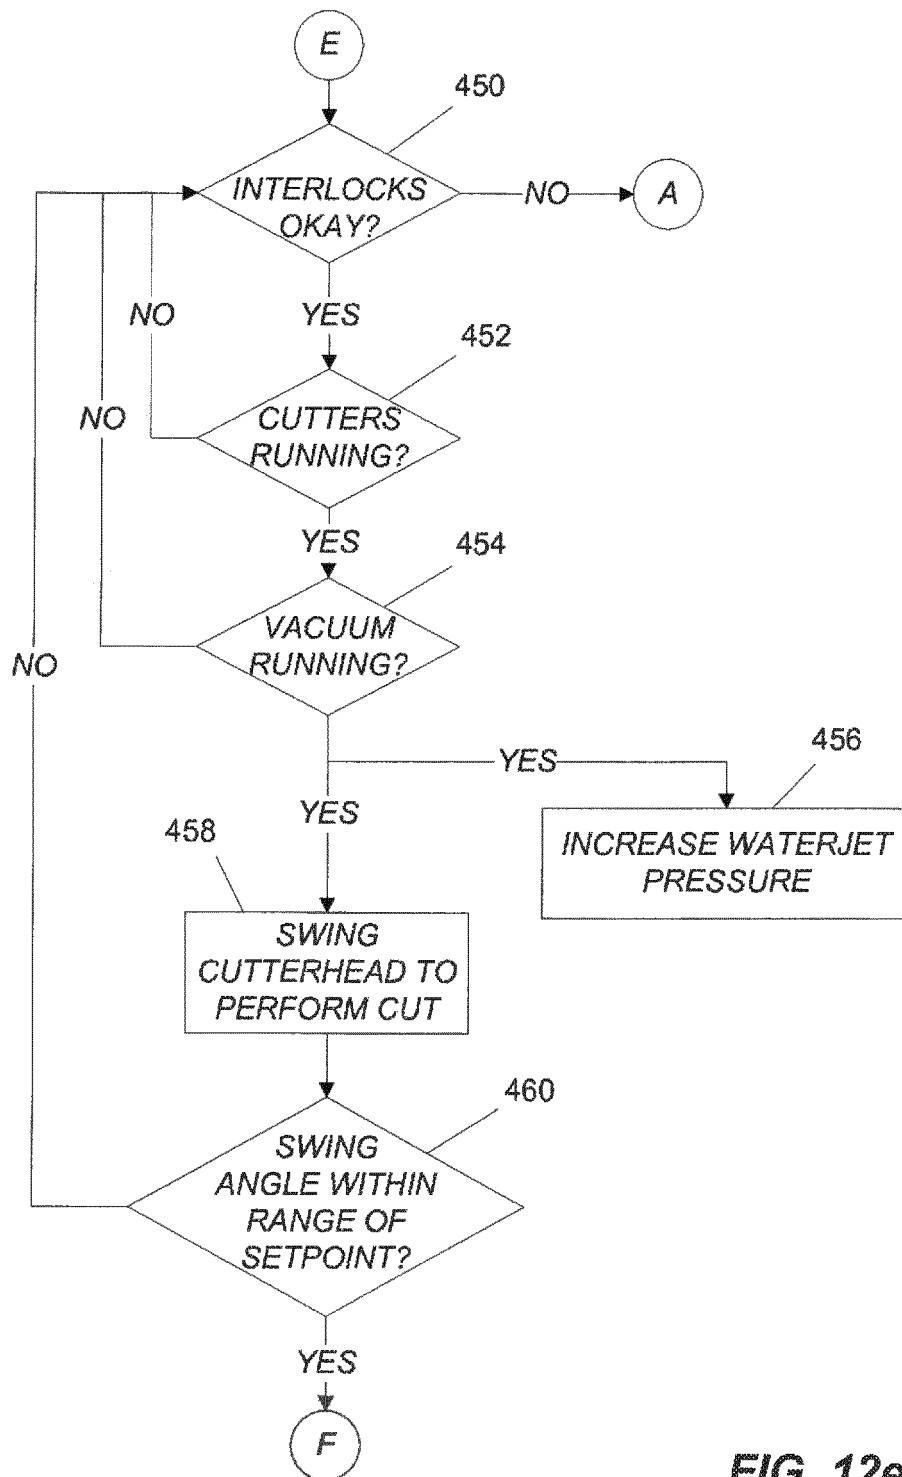 E
450
INTERLOCKS
OKAY?
NO
A
NO
YES
452
CUTTERS
RUNNING?
NO
YES
454
VACUUM
RUNNING?
NO
YES
456
INCREASE WATERJET
PRESSURE
YES
458
SWING
CUTTERHEAD TO
PERFORM CUT
460
SWING
ANGLE WITHIN
RANGE OF
SETPOINT?
YES
F
FIG. 12e